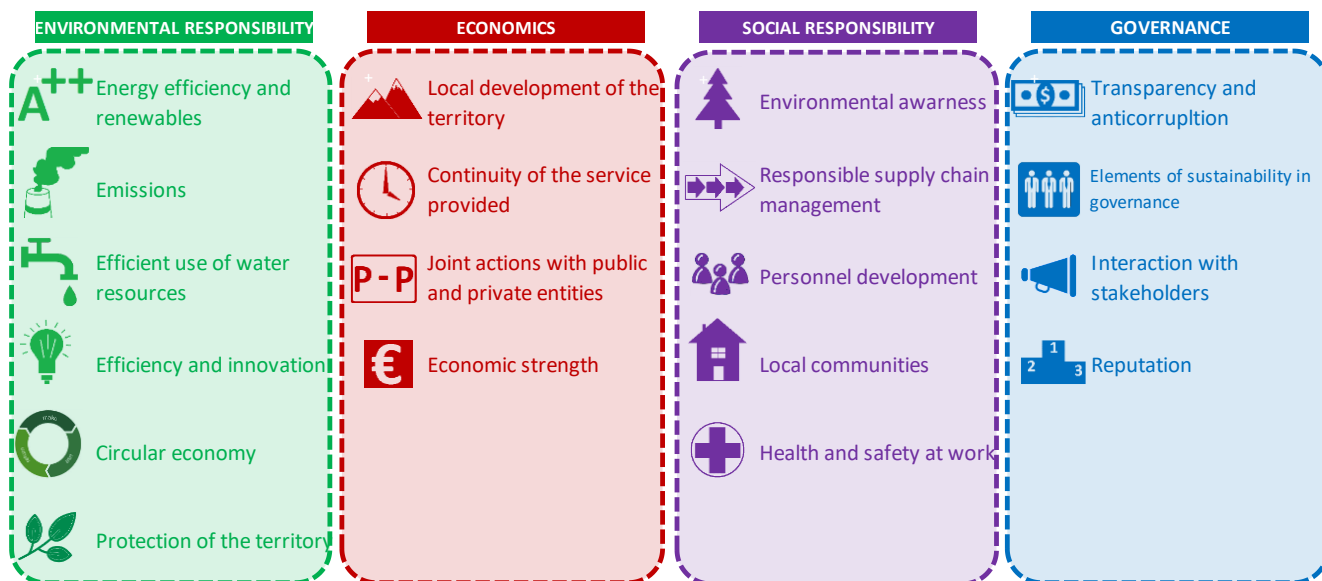 ENVIRONMENTAL RESPONSIBILITY
A++
Energy efficiency and
renewables
Emissions
Efficient use of water
resources
Efficiency and innovation
Circular economy
Protection of the territory
ECONOMICS
Local development of the
territory
Continuity of the service
provided
P - P
Joint actions with public
and private entities
€
Economic strength
SOCIAL RESPONSIBILITY
Environmental awarness
Responsible supply chain
management
Personnel development
Local communities
Health and safety at work
GOVERNANCE
$
Transparency and
anticorrupltion
Elements of sustainability in
governance
Interaction with
stakeholders
1
2
3
Reputation